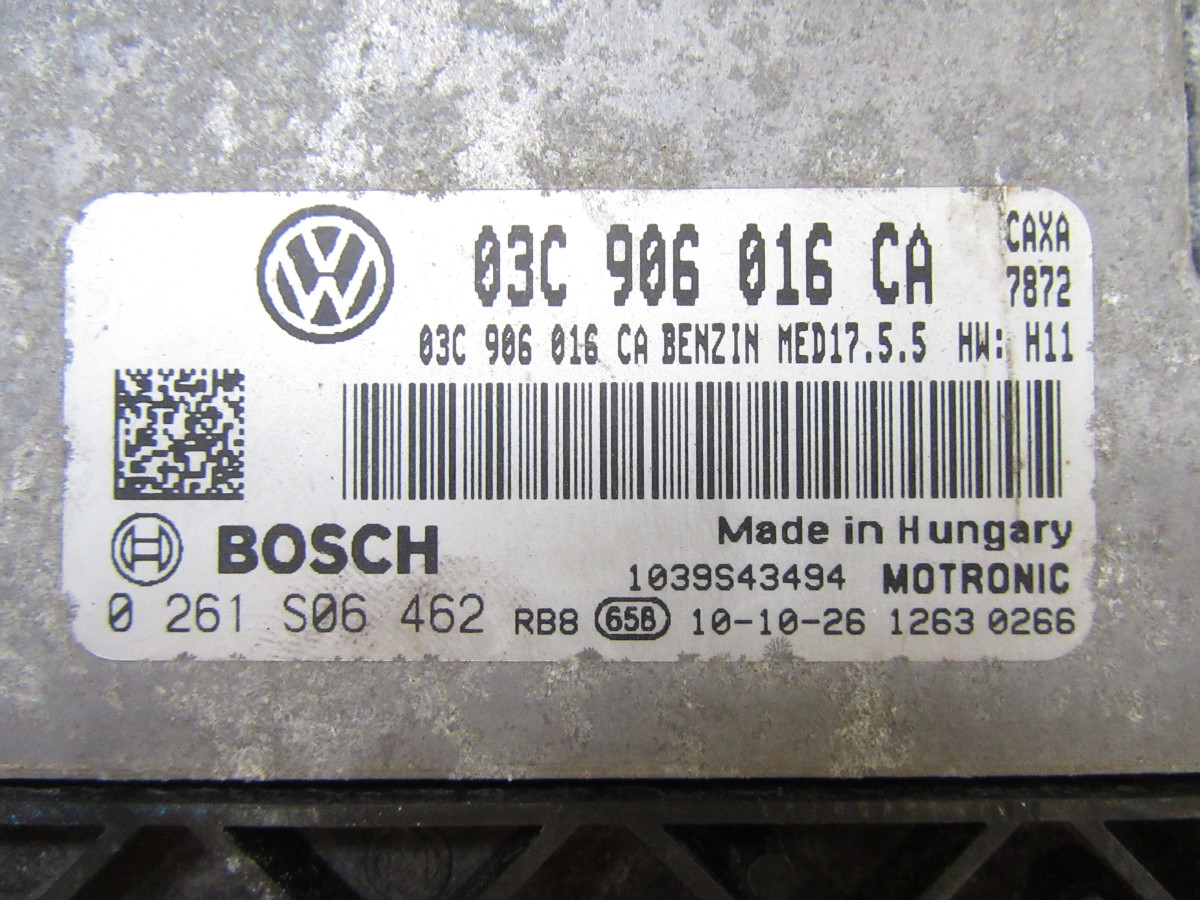 03C 906 016 CA
CAXA
7872
03C 906 016 CA BENZIN MED17.5.5 HW: H11
BOSCH
Made in Hungary
1039S43494 MOTRONIC
0 261 S06 462 RB8 65B 10-10-26 1263 0266